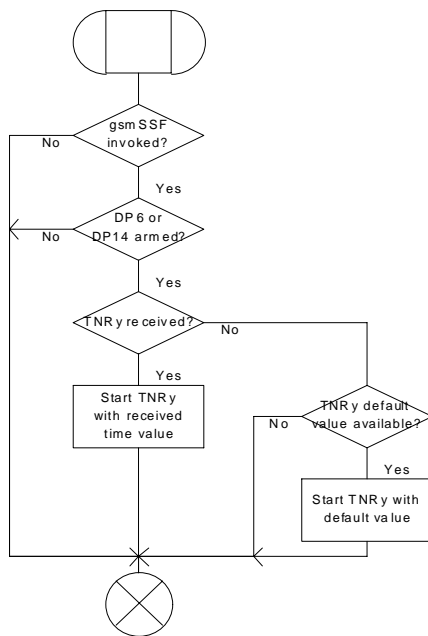 gsmSSF
invoked?
No
Yes
DP6 or
DP14 armed?
No
Yes
TNRy received?
No
Yes
Start TNRy
with received
time value
TNRy default
value available?
No
Yes
Start TNRy with
default value